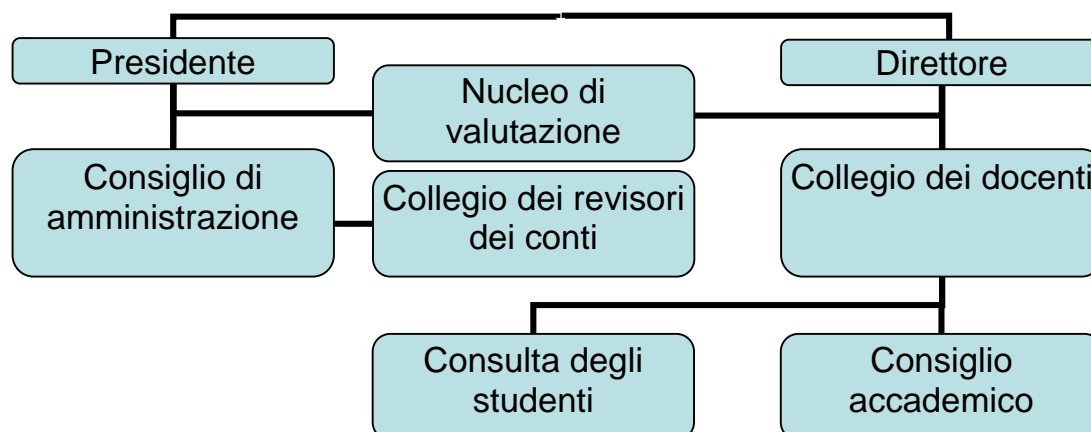 Presidente
Direttore
Nucleo di
valutazione
Consiglio di
amministrazione
Collegio dei revisori
dei conti
Collegio dei docenti
Consulta degli
studenti
Consiglio
accademico